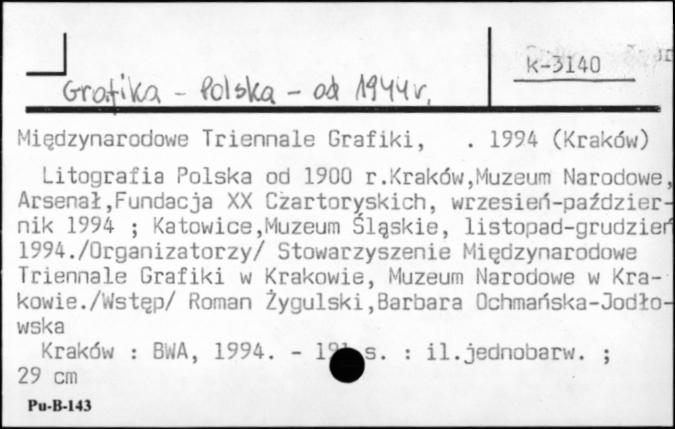 k-3140
Grafika - Polska - od 1944 r.
Międzynarodowe Triennale Grafiki, . 1994 (Kraków)
Litografia Polska od 1900 r.Kraków,Muzeum Narodowe,
Arsenał,Fundacja XX Czartoryskich, wrzesień-paździer-
nik 1994 ; Katowice,Muzeum Śląskie, listopad-grudzień
1994./Organizatorzy/ Stowarzyszenie Międzynarodowe
Triennale Grafiki w Krakowie, Muzeum Narodowe w Kra-
kowie./Wstęp/ Roman Żygulski,Barbara Ochmańska-Jodło-
wska
Kraków : BWA, 1994. - s. : il.jednobarw. ;
29 cm
Pu-B-143